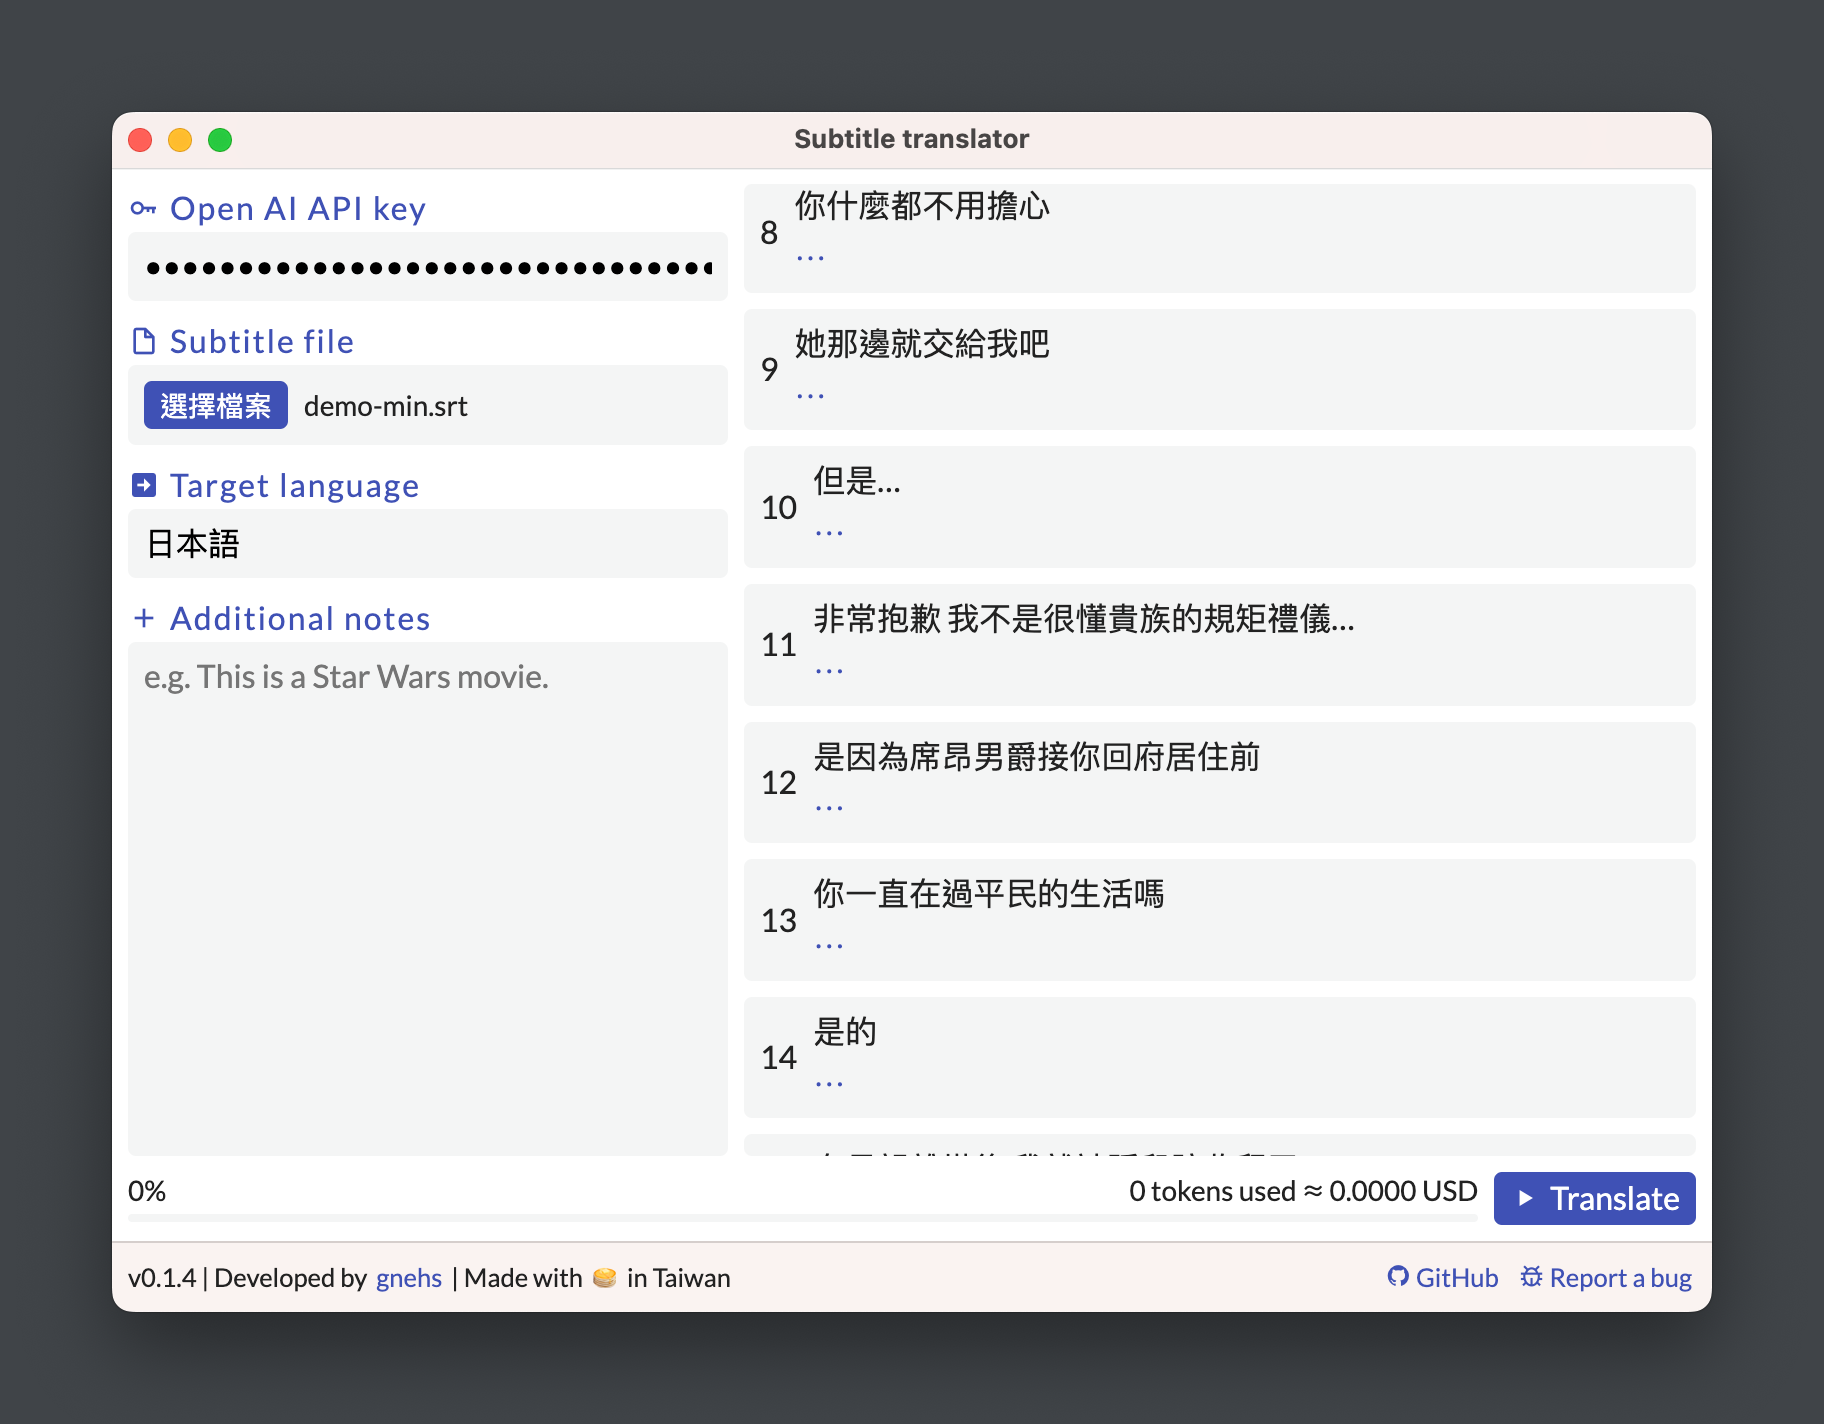 Subtitle translator
Open AI API key
Subtitle file
選擇檔案 demo-min.srt
Target language
日本語
Additional notes
e.g. This is a Star Wars movie.
8
你什麼都不用擔心
...
9
她那邊就交給我吧
...
10
但是...
...
11
非常抱歉 我不是很懂貴族的規矩禮儀...
...
12
是因為席昂男爵接你回府居住前
...
13
你一直在過平民的生活嗎
...
14
是的
...
0%
0 tokens used ≈ 0.0000 USD
Translate
v0.1.4 | Developed by gnehs | Made with in Taiwan
GitHub Report a bug